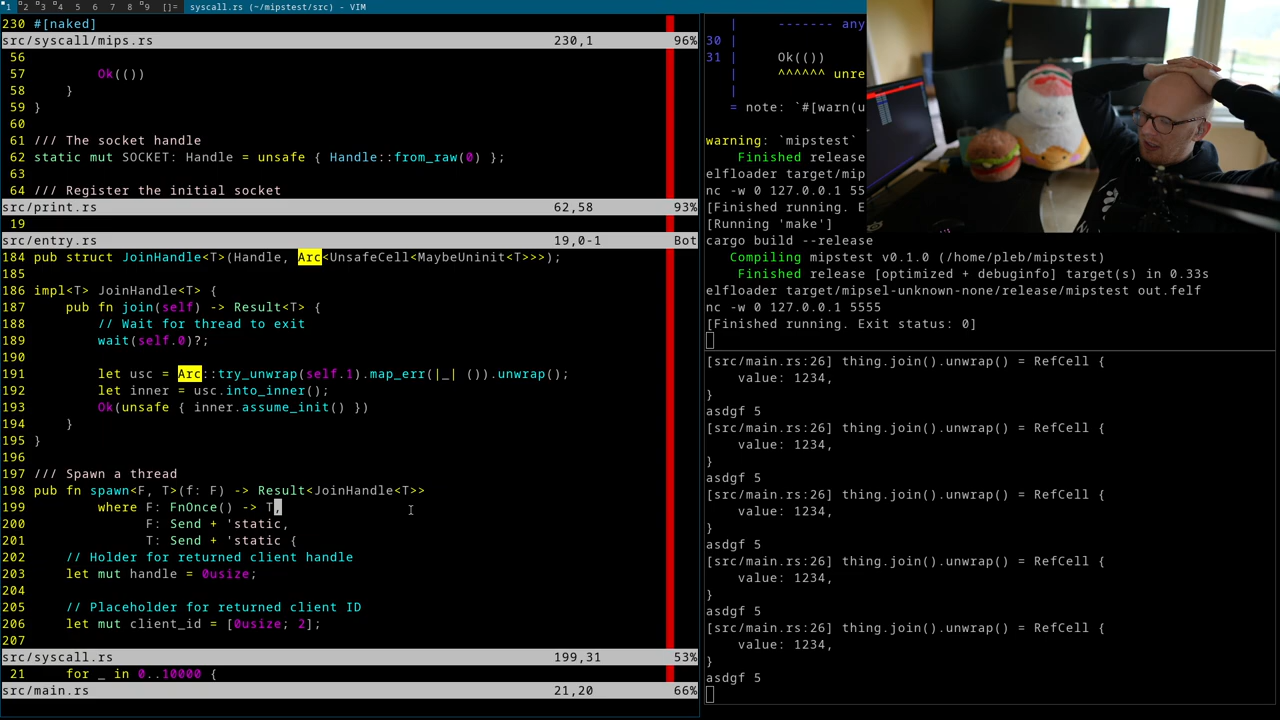 1 2 3 4 5 6 7 8 9 []= syscall.rs (~/mipstest/src) - VIM
230 #[naked]
src/syscall/mips.rs 230,1 96%
56
57 Ok(())
58 }
59 }
60
61 /// The socket handle
62 static mut SOCKET: Handle = unsafe { Handle::from_raw(0) };
63
64 /// Register the initial socket
src/print.rs 62,58 93%
19
src/entry.rs 19,0-1 Bot
184 pub struct JoinHandle<T>(Handle, Arc<UnsafeCell<MaybeUninit<T>>>);
185
186 impl<T> JoinHandle<T> {
187 pub fn join(self) -> Result<T> {
188 // Wait for thread to exit
189 wait(self.0)?;
190
191 let usc = Arc::try_unwrap(self.1).map_err(|_| ()).unwrap();
192 let inner = usc.into_inner();
193 Ok(unsafe { inner.assume_init() })
194 }
195 }
196
197 /// Spawn a thread
198 pub fn spawn<F, T>(f: F) -> Result<JoinHandle<T>>
199 where F: FnOnce() -> T,
200 F: Send + 'static,
201 T: Send + 'static {
202 // Holder for returned client handle
203 let mut handle = 0usize;
204
205 // Placeholder for returned client ID
206 let mut client_id = [0usize; 2];
207
src/syscall.rs 199,31 53%
21 for _ in 0..10000 {
src/main.rs 21,20 66%
| ------- any
30 |
31 | Ok(())
| ^^^^^^ unre
|
= note: `#[warn(u
warning: `mipstest`
Finished release
elfloader target/mip
nc -w 0 127.0.0.1 55
[Finished running. E
[Running 'make']
cargo build --release
Compiling mipstest v0.1.0 (/home/pleb/mipstest)
Finished release [optimized + debuginfo] target(s) in 0.33s
elfloader target/mipsel-unknown-none/release/mipstest out.felf
nc -w 0 127.0.0.1 5555
[Finished running. Exit status: 0]
[src/main.rs:26] thing.join().unwrap() = RefCell {
value: 1234,
}
asdgf 5
[src/main.rs:26] thing.join().unwrap() = RefCell {
value: 1234,
}
asdgf 5
[src/main.rs:26] thing.join().unwrap() = RefCell {
value: 1234,
}
asdgf 5
[src/main.rs:26] thing.join().unwrap() = RefCell {
value: 1234,
}
asdgf 5
[src/main.rs:26] thing.join().unwrap() = RefCell {
value: 1234,
}
asdgf 5